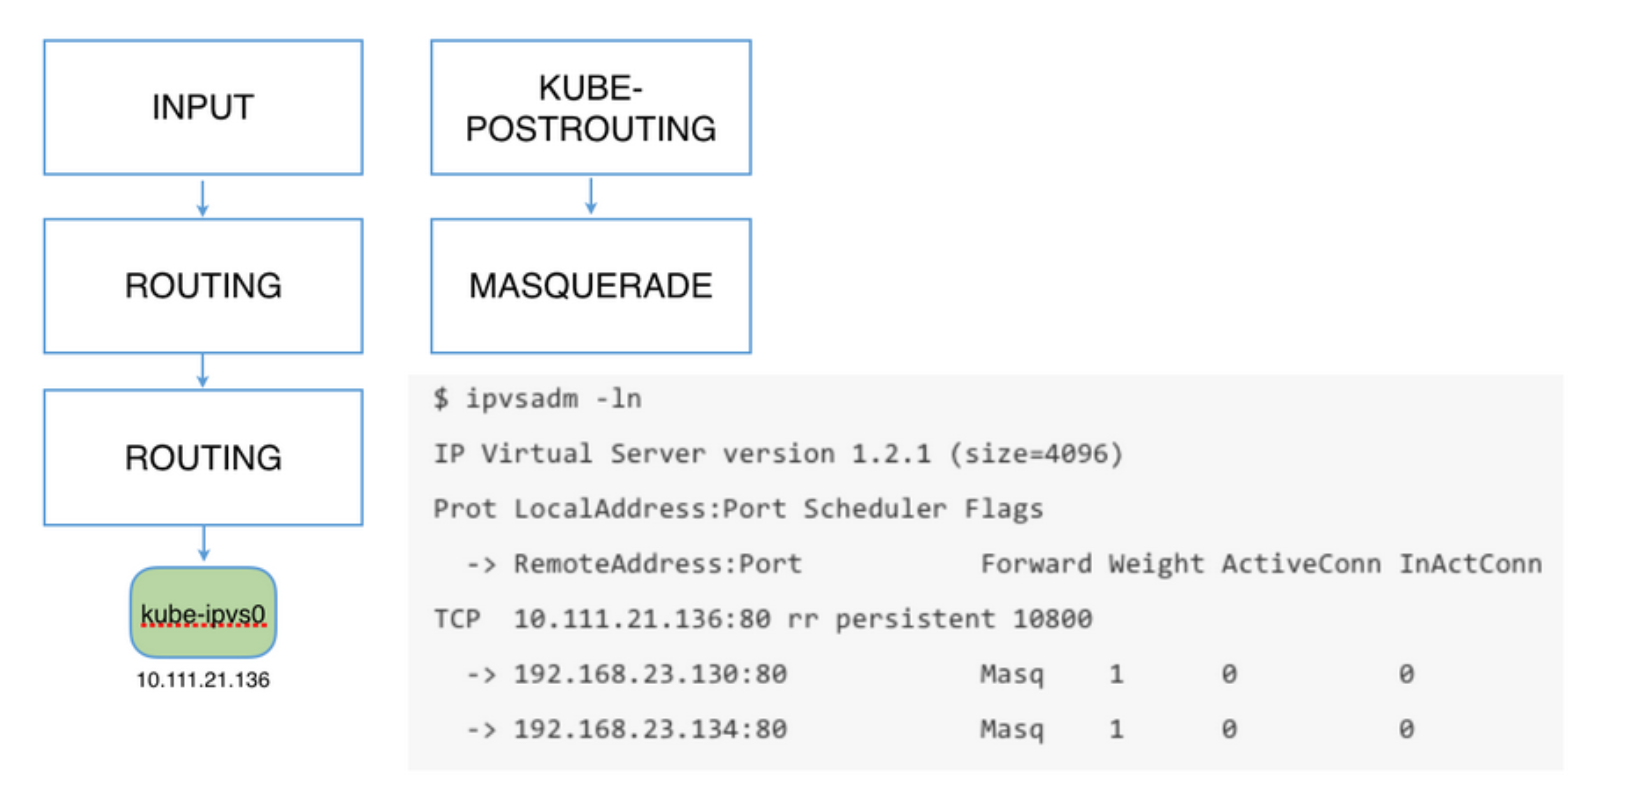 INPUT
ROUTING
ROUTING
kube-ipvs0
10.111.21.136
KUBE-
POSTROUTING
MASQUERADE
$ ipvsadm -ln
IP Virtual Server version 1.2.1 (size=4096)
Prot LocalAddress:Port Scheduler Flags
  -> RemoteAddress:Port           Forward Weight ActiveConn InActConn
TCP  10.111.21.136:80 rr persistent 10800
  -> 192.168.23.130:80            Masq    1      0          0
  -> 192.168.23.134:80            Masq    1      0          0